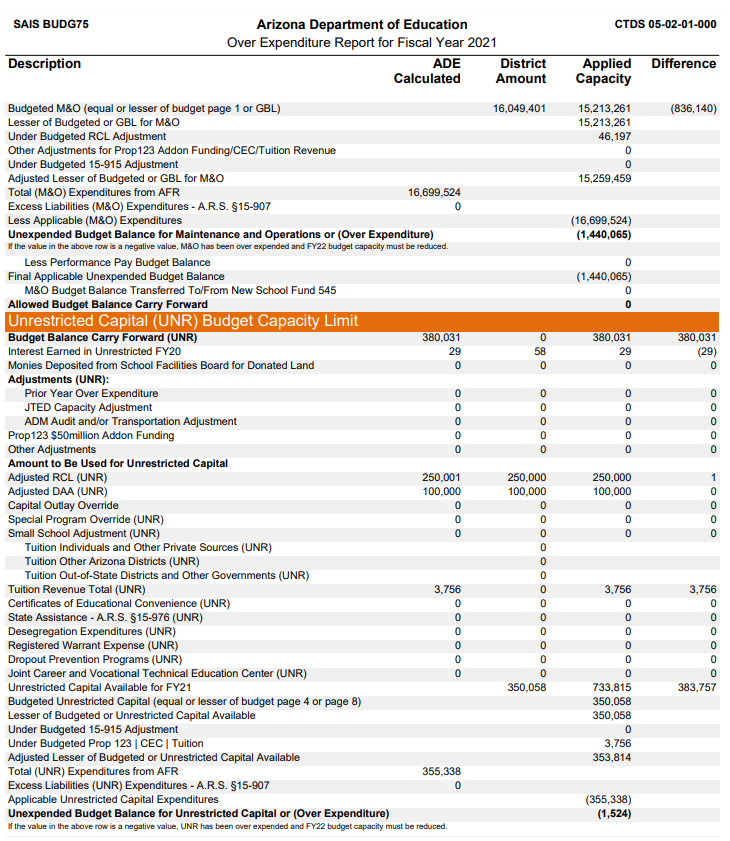 SAIS BUDG75 Arizona Department of Education CTDS 05-02-01-000
Over Expenditure Report for Fiscal Year 2021
Description ADE Calculated District Amount Applied Capacity Difference
Budgeted M&O (equal or lesser of budget page 1 or GBL) 16,049,401 15,213,261 (836,140)
Lesser of Budgeted or GBL for M&O 15,213,261
Under Budgeted RCL Adjustment 46,197
Other Adjustments for Prop123 Addon Funding/CEC/Tuition Revenue 0
Under Budgeted 15-915 Adjustment 0
Adjusted Lesser of Budgeted or GBL for M&O 15,259,459
Total (M&O) Expenditures from AFR 16,699,524
Excess Liabilities (M&O) Expenditures - A.R.S. §15-907 0
Less Applicable (M&O) Expenditures (16,699,524)
Unexpended Budget Balance for Maintenance and Operations or (Over Expenditure) (1,440,065)
If the value in the above row is a negative value, M&O has been over expended and FY22 budget capacity must be reduced.
Less Performance Pay Budget Balance 0
Final Applicable Unexpended Budget Balance (1,440,065)
M&O Budget Balance Transferred To/From New School Fund 545 0
Allowed Budget Balance Carry Forward 0
Unrestricted Capital (UNR) Budget Capacity Limit
Budget Balance Carry Forward (UNR) 380,031 0 380,031 380,031
Interest Earned in Unrestricted FY20 29 58 29 (29)
Monies Deposited from School Facilities Board for Donated Land 0 0 0 0
Adjustments (UNR):
Prior Year Over Expenditure 0 0 0 0
JTED Capacity Adjustment 0 0 0 0
ADM Audit and/or Transportation Adjustment 0 0 0 0
Prop123 $50million Addon Funding 0 0 0 0
Other Adjustments 0 0 0 0
Amount to Be Used for Unrestricted Capital
Adjusted RCL (UNR) 250,001 250,000 250,000 1
Adjusted DAA (UNR) 100,000 100,000 100,000 0
Capital Outlay Override 0 0 0 0
Special Program Override (UNR) 0 0 0 0
Small School Adjustment (UNR) 0 0 0 0
Tuition Individuals and Other Private Sources (UNR) 0
Tuition Other Arizona Districts (UNR) 0
Tuition Out-of-State Districts and Other Governments (UNR) 0
Tuition Revenue Total (UNR) 3,756 0 3,756 3,756
Certificates of Educational Convenience (UNR) 0 0 0 0
State Assistance - A.R.S. §15-976 (UNR) 0 0 0 0
Desegregation Expenditures (UNR) 0 0 0 0
Registered Warrant Expense (UNR) 0 0 0 0
Dropout Prevention Programs (UNR) 0 0 0 0
Joint Career and Vocational Technical Education Center (UNR) 0 0 0 0
Unrestricted Capital Available for FY21 350,058 733,815 383,757
Budgeted Unrestricted Capital (equal or lesser of budget page 4 or page 8) 350,058
Lesser of Budgeted or Unrestricted Capital Available 350,058
Under Budgeted 15-915 Adjustment 0
Under Budgeted Prop 123 | CEC | Tuition 3,756
Adjusted Lesser of Budgeted or Unrestricted Capital Available 353,814
Total (UNR) Expenditures from AFR 355,338
Excess Liabilities (UNR) Expenditures - A.R.S. §15-907 0
Applicable Unrestricted Capital Expenditures (355,338)
Unexpended Budget Balance for Unrestricted Capital or (Over Expenditure) (1,524)
If the value in the above row is a negative value, UNR has been over expended and FY22 budget capacity must be reduced.